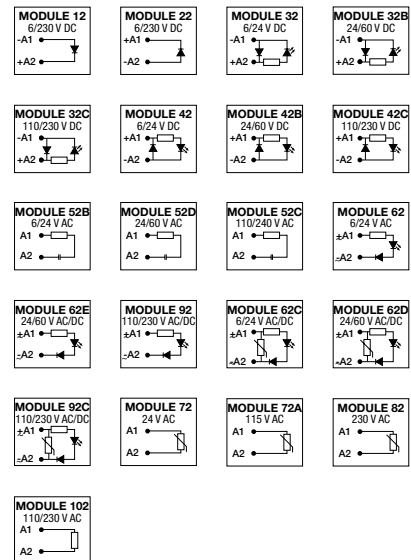 MODULE 12
6/230 V DC
-A1
+A2
MODULE 22
6/230 V DC
+A1
-A2
MODULE 32
6/24 V DC
-A1
+A2
MODULE 32B
24/60 V DC
-A1
+A2
MODULE 32C
110/230 V DC
-A1
+A2
MODULE 42
6/24 V DC
+A1
-A2
MODULE 42B
24/60 V DC
+A1
-A2
MODULE 42C
110/230 V DC
+A1
-A2
MODULE 52B
6/24 V AC
A1
A2
MODULE 52D
24/60 V AC
A1
A2
MODULE 52C
110/240 V AC
A1
A2
MODULE 62
6/24 V AC
±A1
±A2
MODULE 62E
24/60 V AC/DC
±A1
±A2
MODULE 92
110/230 V AC/DC
±A1
±A2
MODULE 62C
6/24 V AC/DC
±A1
±A2
MODULE 62D
24/60 V AC/DC
±A1
±A2
MODULE 92C
110/230 V AC/DC
±A1
±A2
MODULE 72
24 V AC
A1
A2
MODULE 72A
115 V AC
A1
A2
MODULE 82
230 V AC
A1
A2
MODULE 102
110/230 V AC
A1
A2